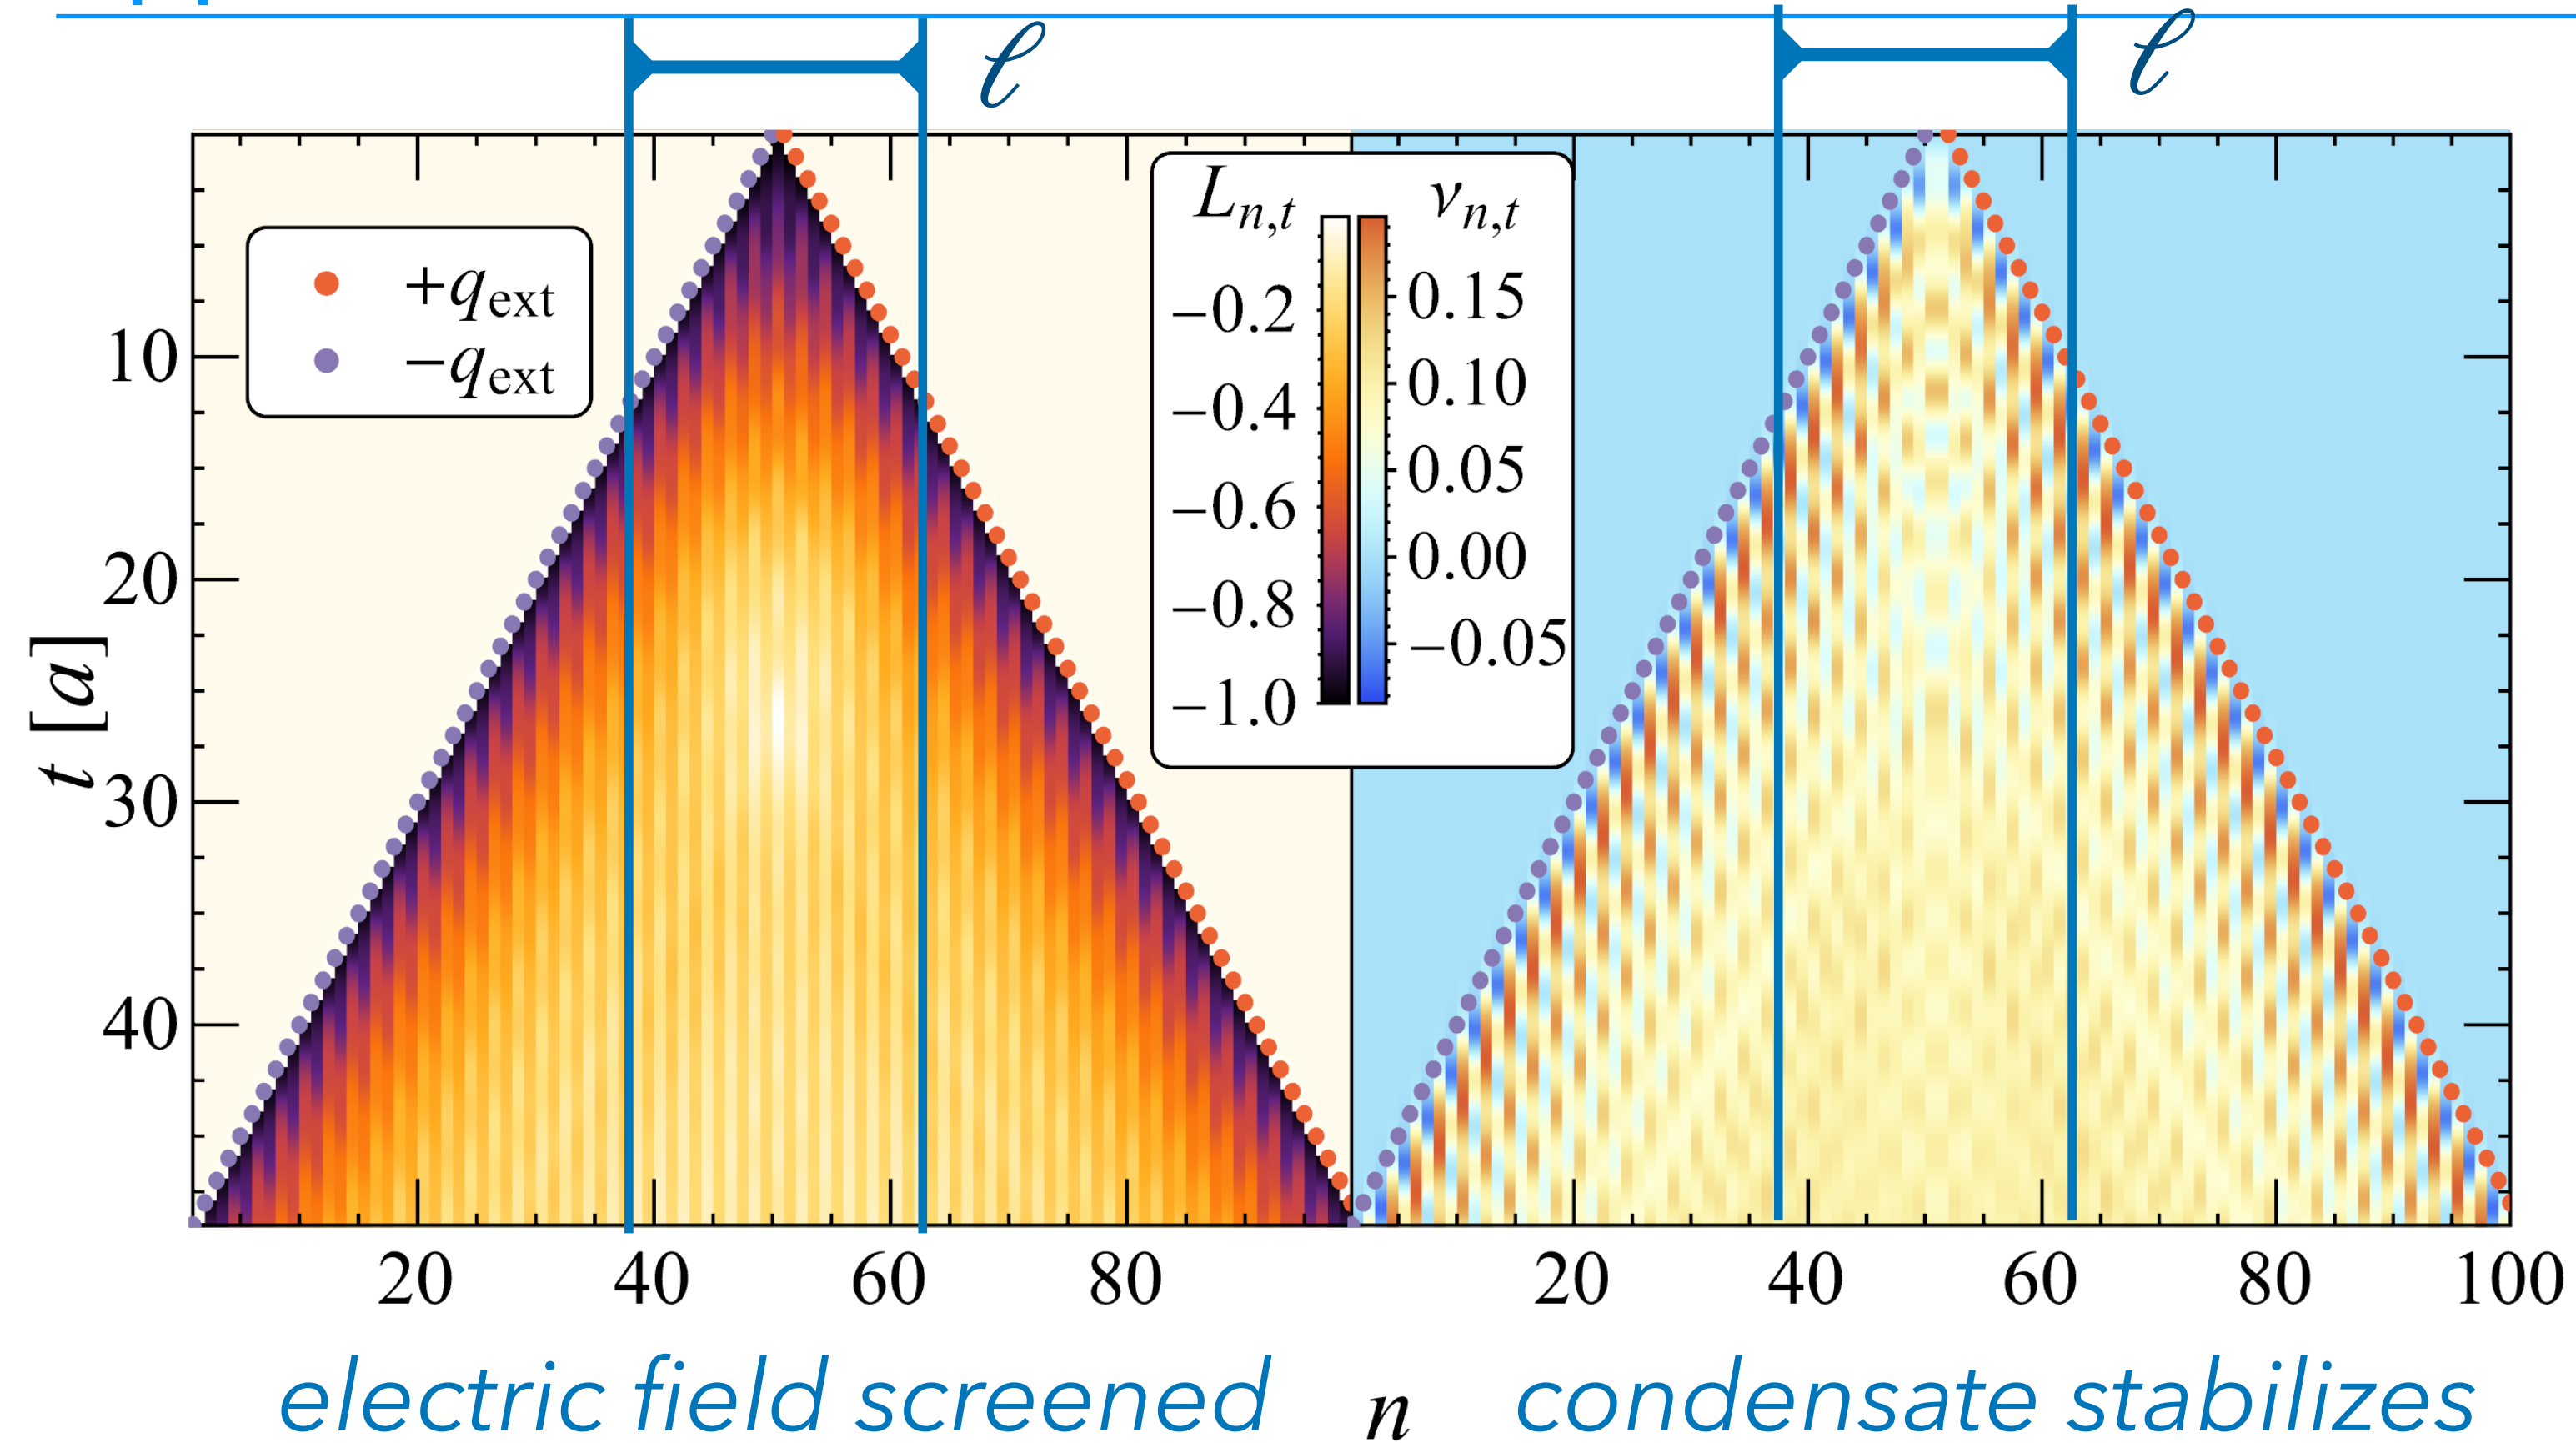 ℓ
ℓ
+q_ext
−q_ext
L_{n,t}
ν_{n,t}
−0.2
−0.4
−0.6
−0.8
−1.0
0.15
0.10
0.05
0.00
−0.05
t [a]
10
20
30
40
20 40 60 80
20 40 60 80 100
electric field screened
n
condensate stabilizes